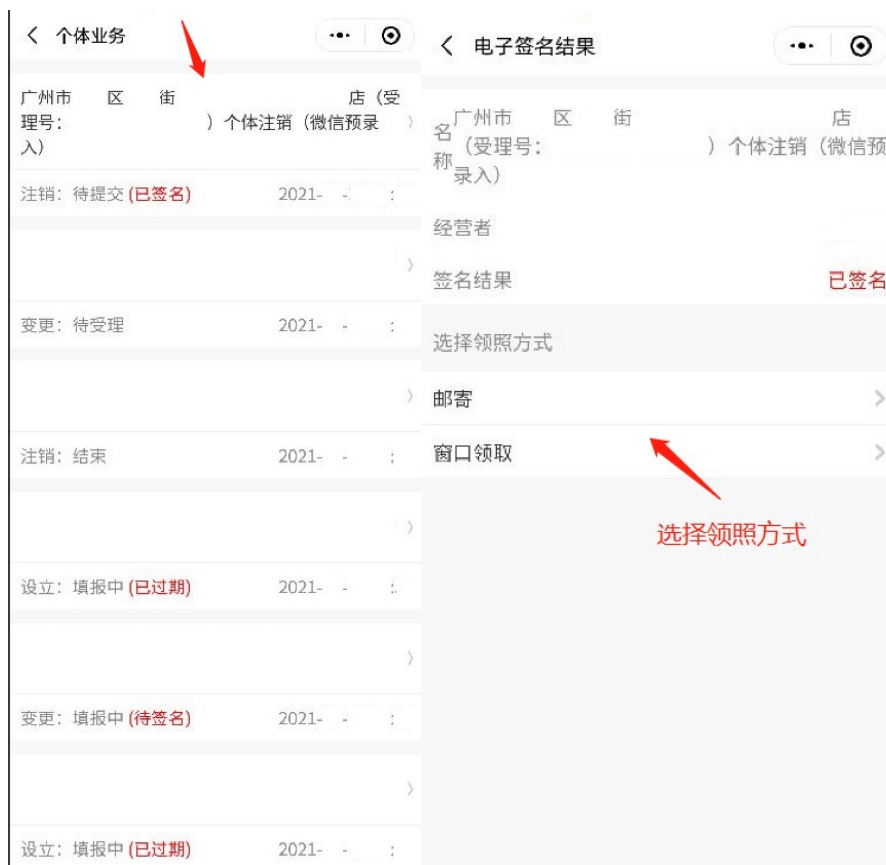 个体业务
广州市 区 街 店（受
理号： ）个体注销（微信预录
入）
注销：待提交(已签名) 2021- - :
变更：待受理 2021- - :
注销：结束 2021- - :
设立：填报中(已过期) 2021- - :
变更：填报中(待签名) 2021- - :
设立：填报中(已过期) 2021- - :
电子签名结果
名称
广州市 区 街 店
（受理号： ）个体注销（微信预
录入）
经营者
签名结果 已签名
选择领照方式
邮寄
窗口领取
选择领照方式